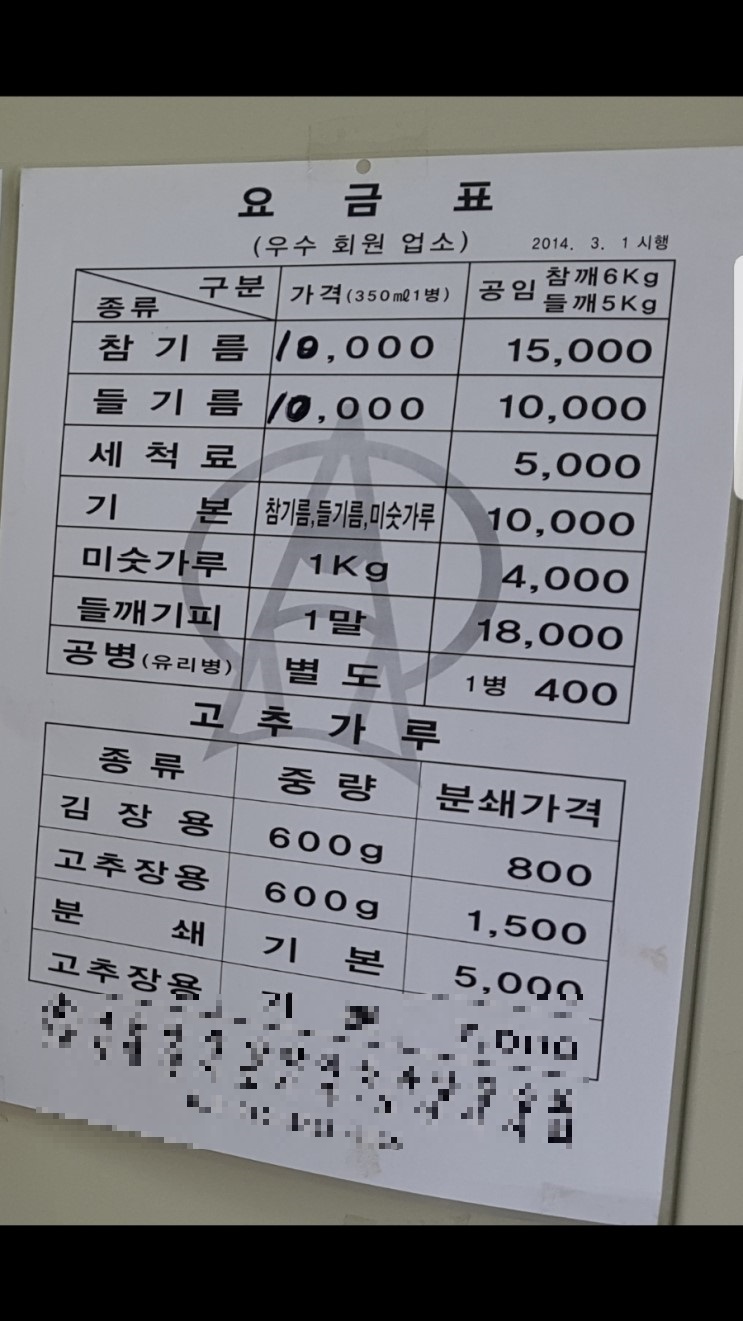 요 금 표
(우수 회원 업소) 2014. 3. 1 시행
구분 종류 가격(350㎖1병) 공임 참깨6Kg 들깨5Kg
참 기 름 10,000 15,000
들 기 름 10,000 10,000
세 척 료 5,000
기 본 참기름,들기름,미숫가루 10,000
미숫가루 1Kg 4,000
들깨기피 1말 18,000
공병(유리병) 별 도 1병 400
고 추 가 루
종 류 중 량 분쇄가격
김 장 용 600g 800
고추장용 600g 1,500
분 쇄 기 본 5,000
고추장용